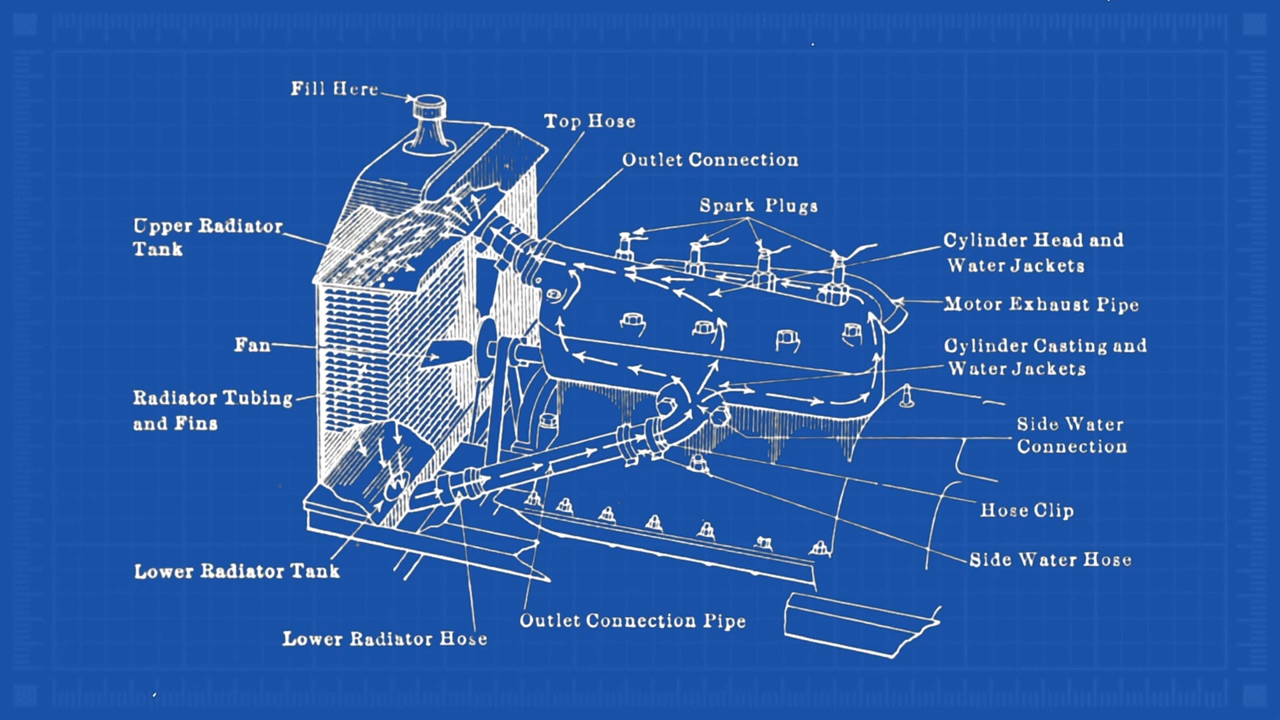 Fill Here
Top Hose
Outlet Connection
Spark Plugs
Upper Radiator
Tank
Cylinder Head and
Water Jackets
Motor Exhaust Pipe
Fan
Cylinder Casting and
Water Jackets
Radiator Tubing
and Fins
Side Water
Connection
Hose Clip
Side Water Hose
Lower Radiator Tank
Outlet Connection Pipe
Lower Radiator Hose